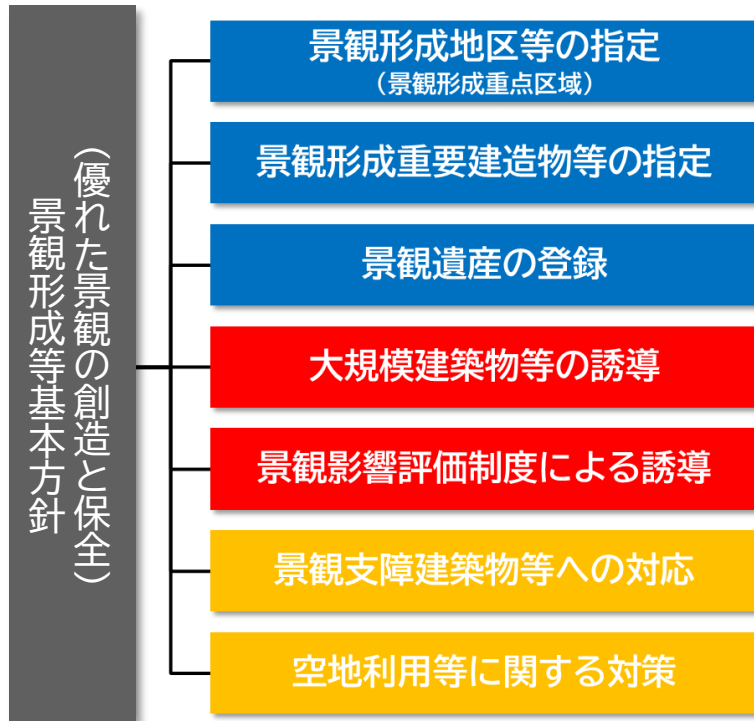 景観形成等基本方針
（優れた景観の創造と保全）
景観形成地区等の指定
（景観形成重点区域）
景観形成重要建造物等の指定
景観遺産の登録
大規模建築物等の誘導
景観影響評価制度による誘導
景観支障建築物等への対応
空地利用等に関する対策